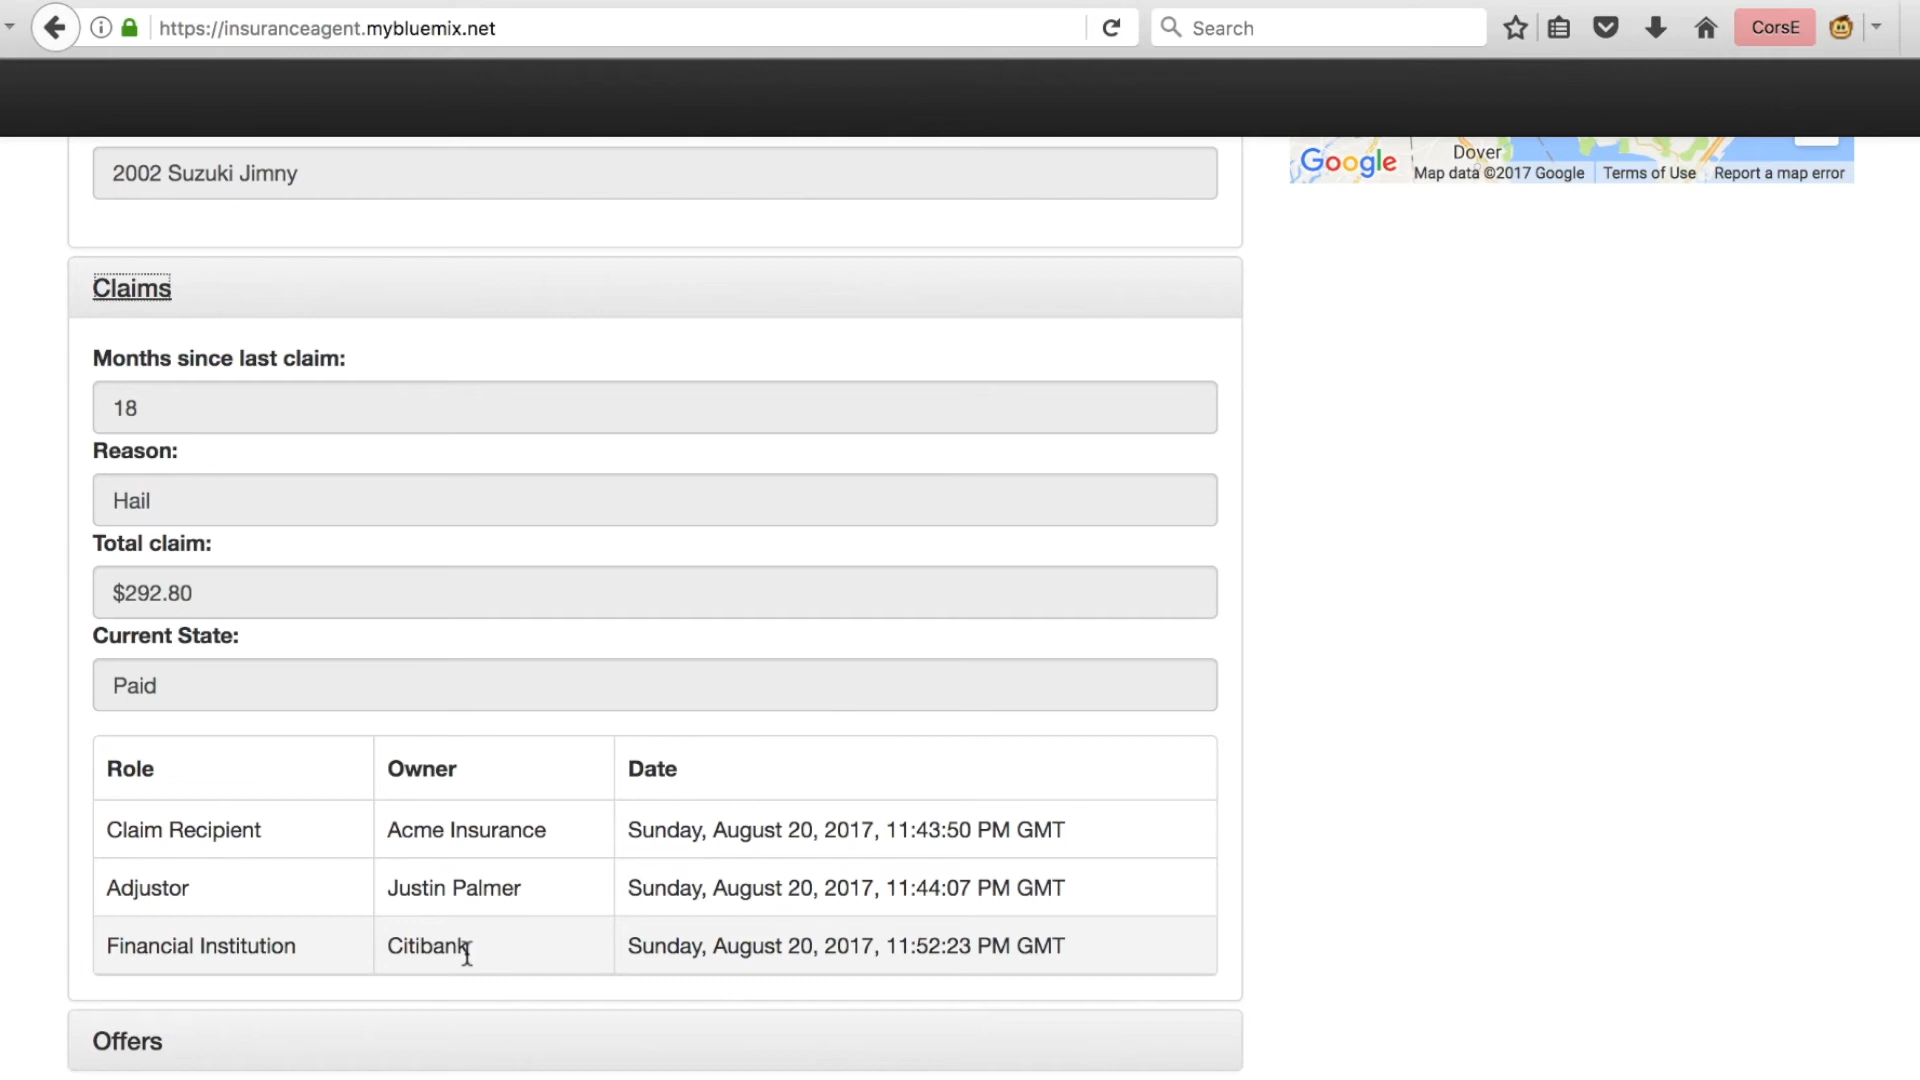 https://insuranceagent.mybluemix.net
Search
CorsE
2002 Suzuki Jimny
Google
Dover
Map data ©2017 Google
Terms of Use
Report a map error
Claims
Months since last claim:
18
Reason:
Hail
Total claim:
$292.80
Current State:
Paid
Role Owner Date
Claim Recipient Acme Insurance Sunday, August 20, 2017, 11:43:50 PM GMT
Adjustor Justin Palmer Sunday, August 20, 2017, 11:44:07 PM GMT
Financial Institution Citibank Sunday, August 20, 2017, 11:52:23 PM GMT
Offers